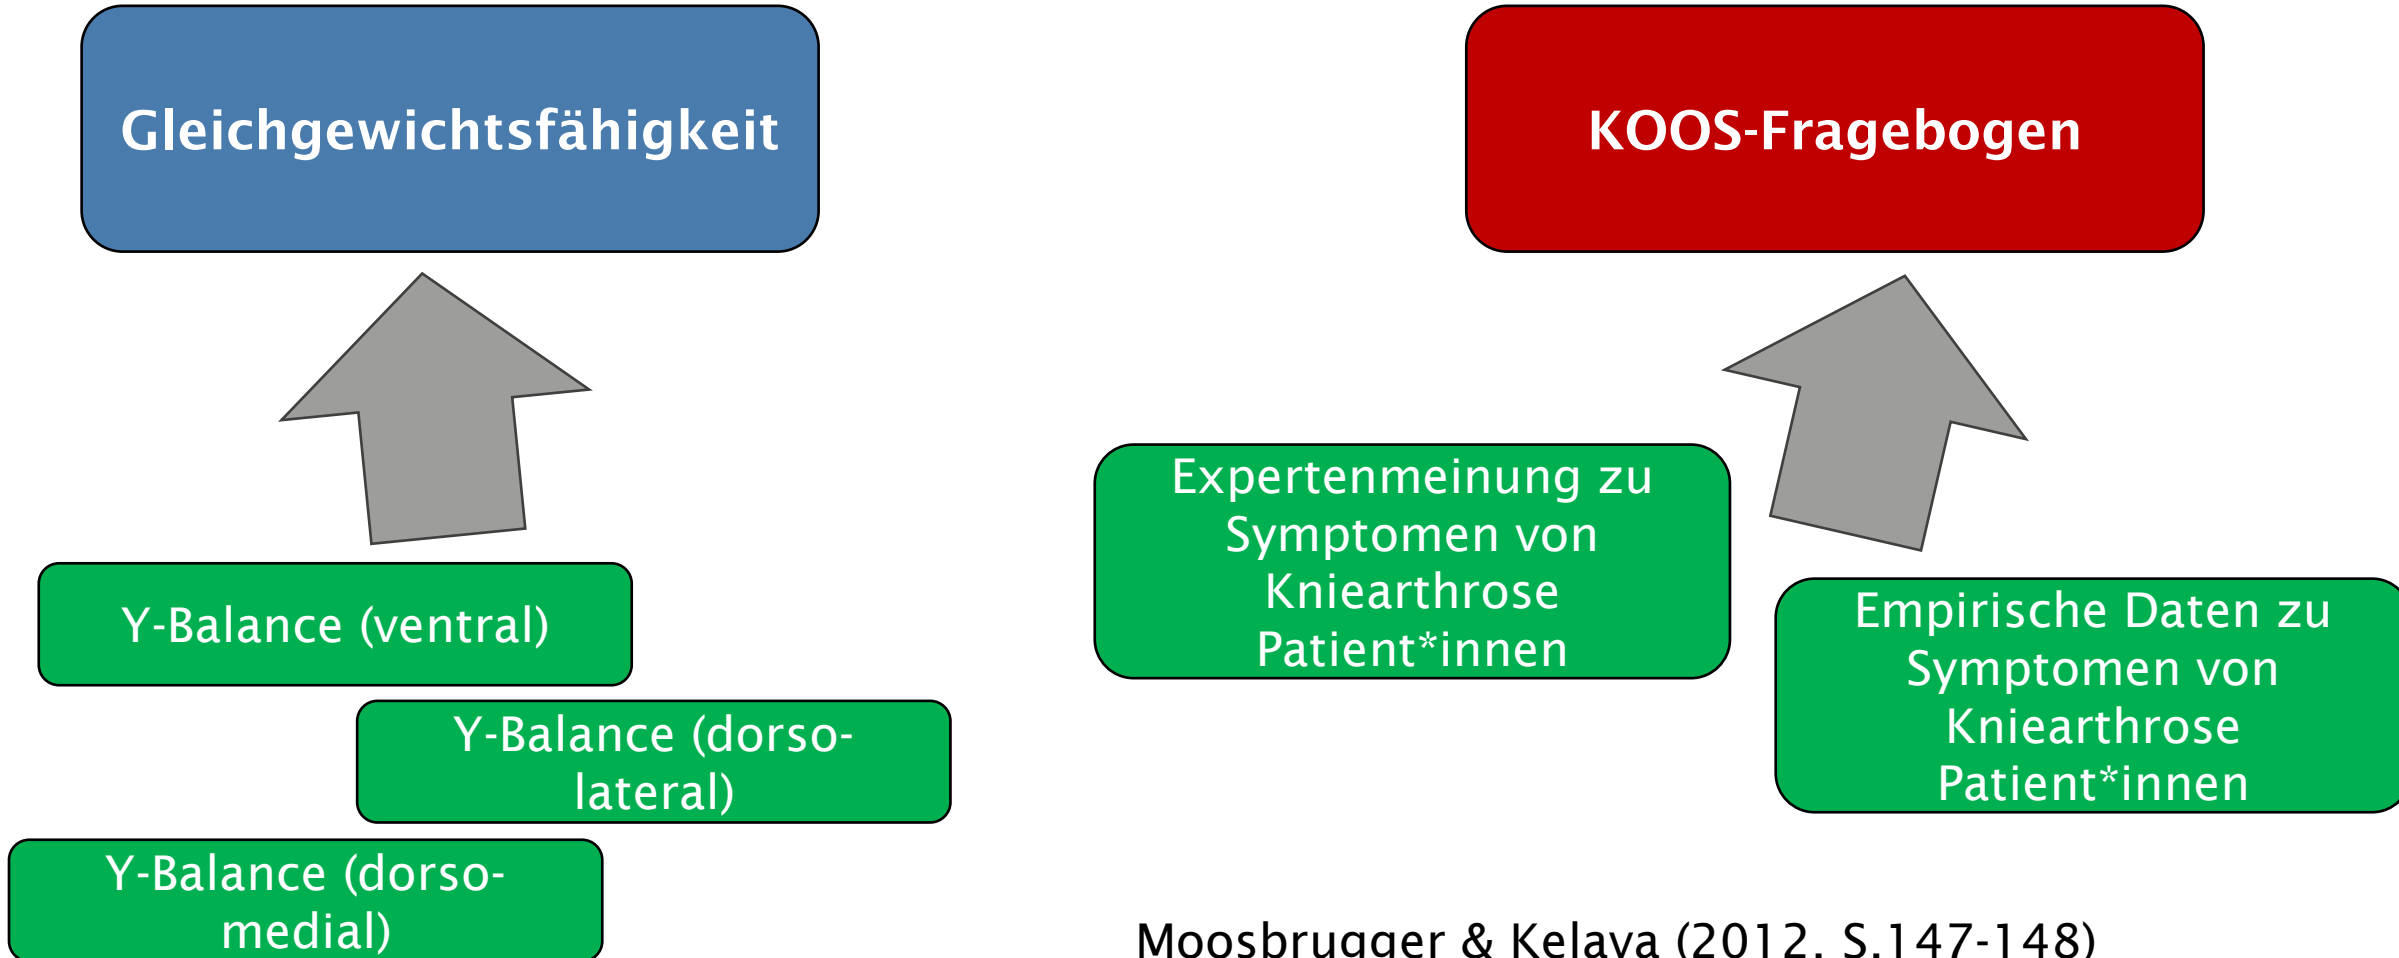 Gleichgewichtsfähigkeit
KOOS-Fragebogen
Expertenmeinung zu
Symptomen von
Kniearthrose
Patient*innen
Y-Balance (ventral)
Empirische Daten zu
Symptomen von
Kniearthrose
Patient*innen
Y-Balance (dorso-
lateral)
Y-Balance (dorso-
medial)
Moosbrugger & Kelava (2012, S.147-148)